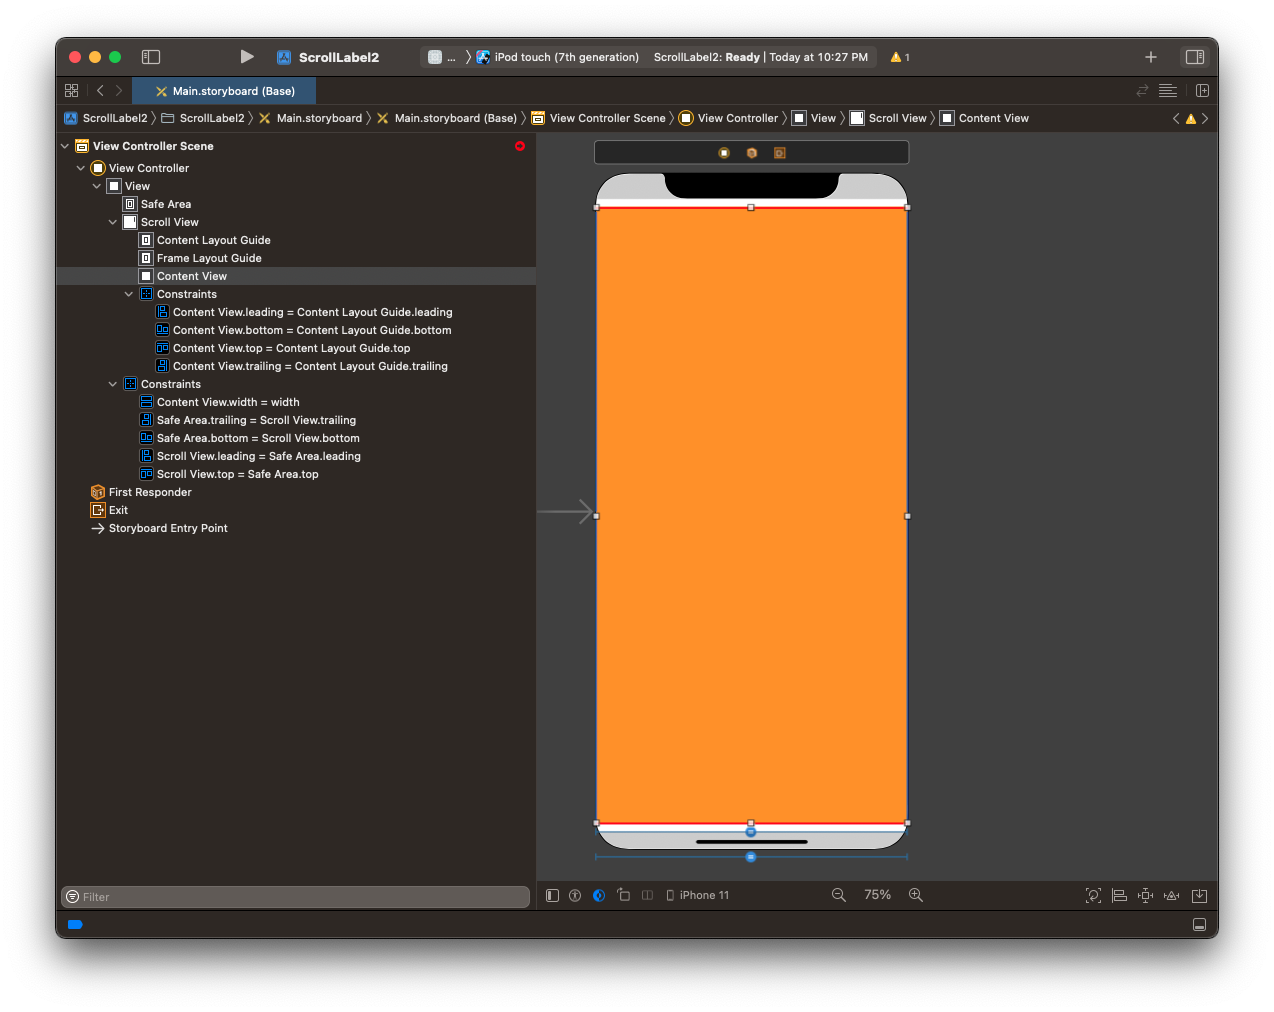 ScrollLabel2
... 〉 iPod touch (7th generation)
ScrollLabel2: Ready | Today at 10:27 PM
1
Main.storyboard (Base)
ScrollLabel2 〉 ScrollLabel2 〉 Main.storyboard 〉 Main.storyboard (Base) 〉 View Controller Scene 〉 View Controller 〉 View 〉 Scroll View 〉 Content View
View Controller Scene
View Controller
View
Safe Area
Scroll View
Content Layout Guide
Frame Layout Guide
Content View
Constraints
Content View.leading = Content Layout Guide.leading
Content View.bottom = Content Layout Guide.bottom
Content View.top = Content Layout Guide.top
Content View.trailing = Content Layout Guide.trailing
Constraints
Content View.width = width
Safe Area.trailing = Scroll View.trailing
Safe Area.bottom = Scroll View.bottom
Scroll View.leading = Safe Area.leading
Scroll View.top = Safe Area.top
First Responder
Exit
Storyboard Entry Point
Filter
iPhone 11
75%